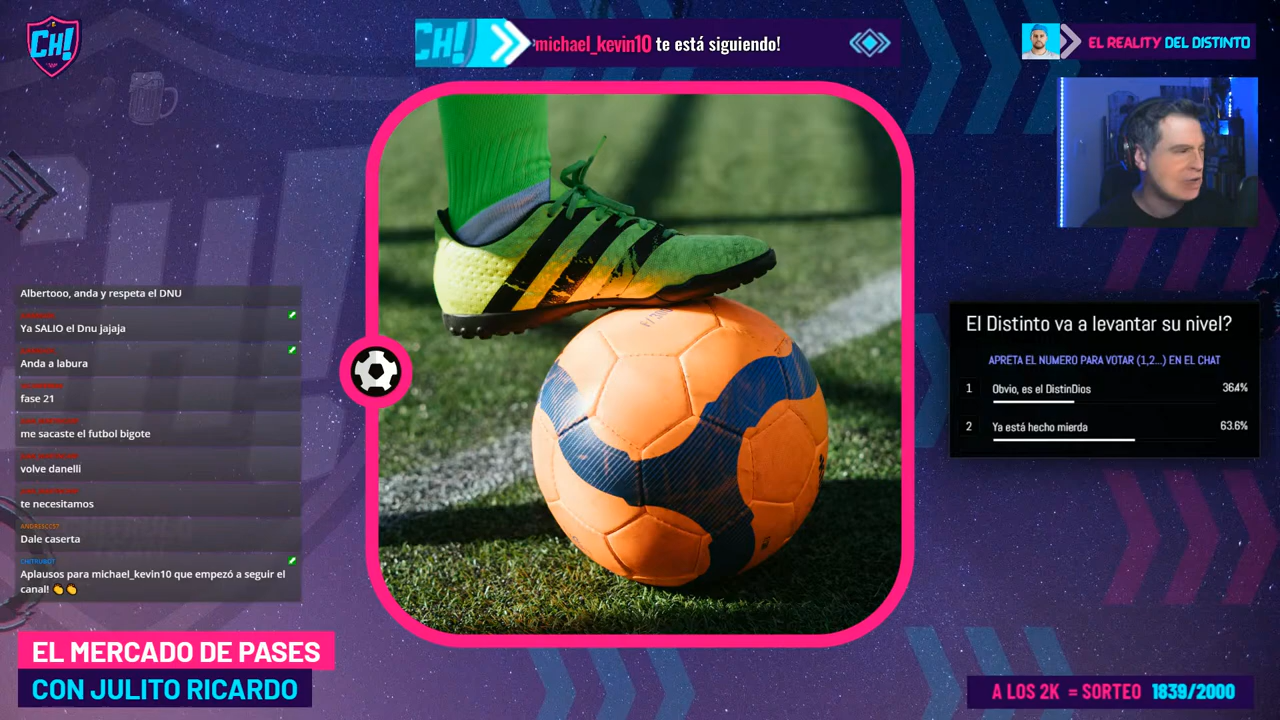 CH!
CH!
michael_kevin10 te está siguiendo!
EL REALITY DEL DISTINTO
Albertooo, anda y respeta el DNU
Ya SALIO el Dnu jajaja
Anda a labura
fase 21
me sacaste el futbol bigote
volve danelli
te necesitamos
Dale caserta
Aplausos para michael_kevin10 que empezó a seguir el
canal! 👏 👏
El Distinto va a levantar su nivel?
APRETA EL NUMERO PARA VOTAR (1,2...) EN EL CHAT
1 Obvio, es el DistinDios 36.4%
2 Ya está hecho mierda 63.6%
EL MERCADO DE PASES
CON JULITO RICARDO
A LOS 2K = SORTEO 1839/2000